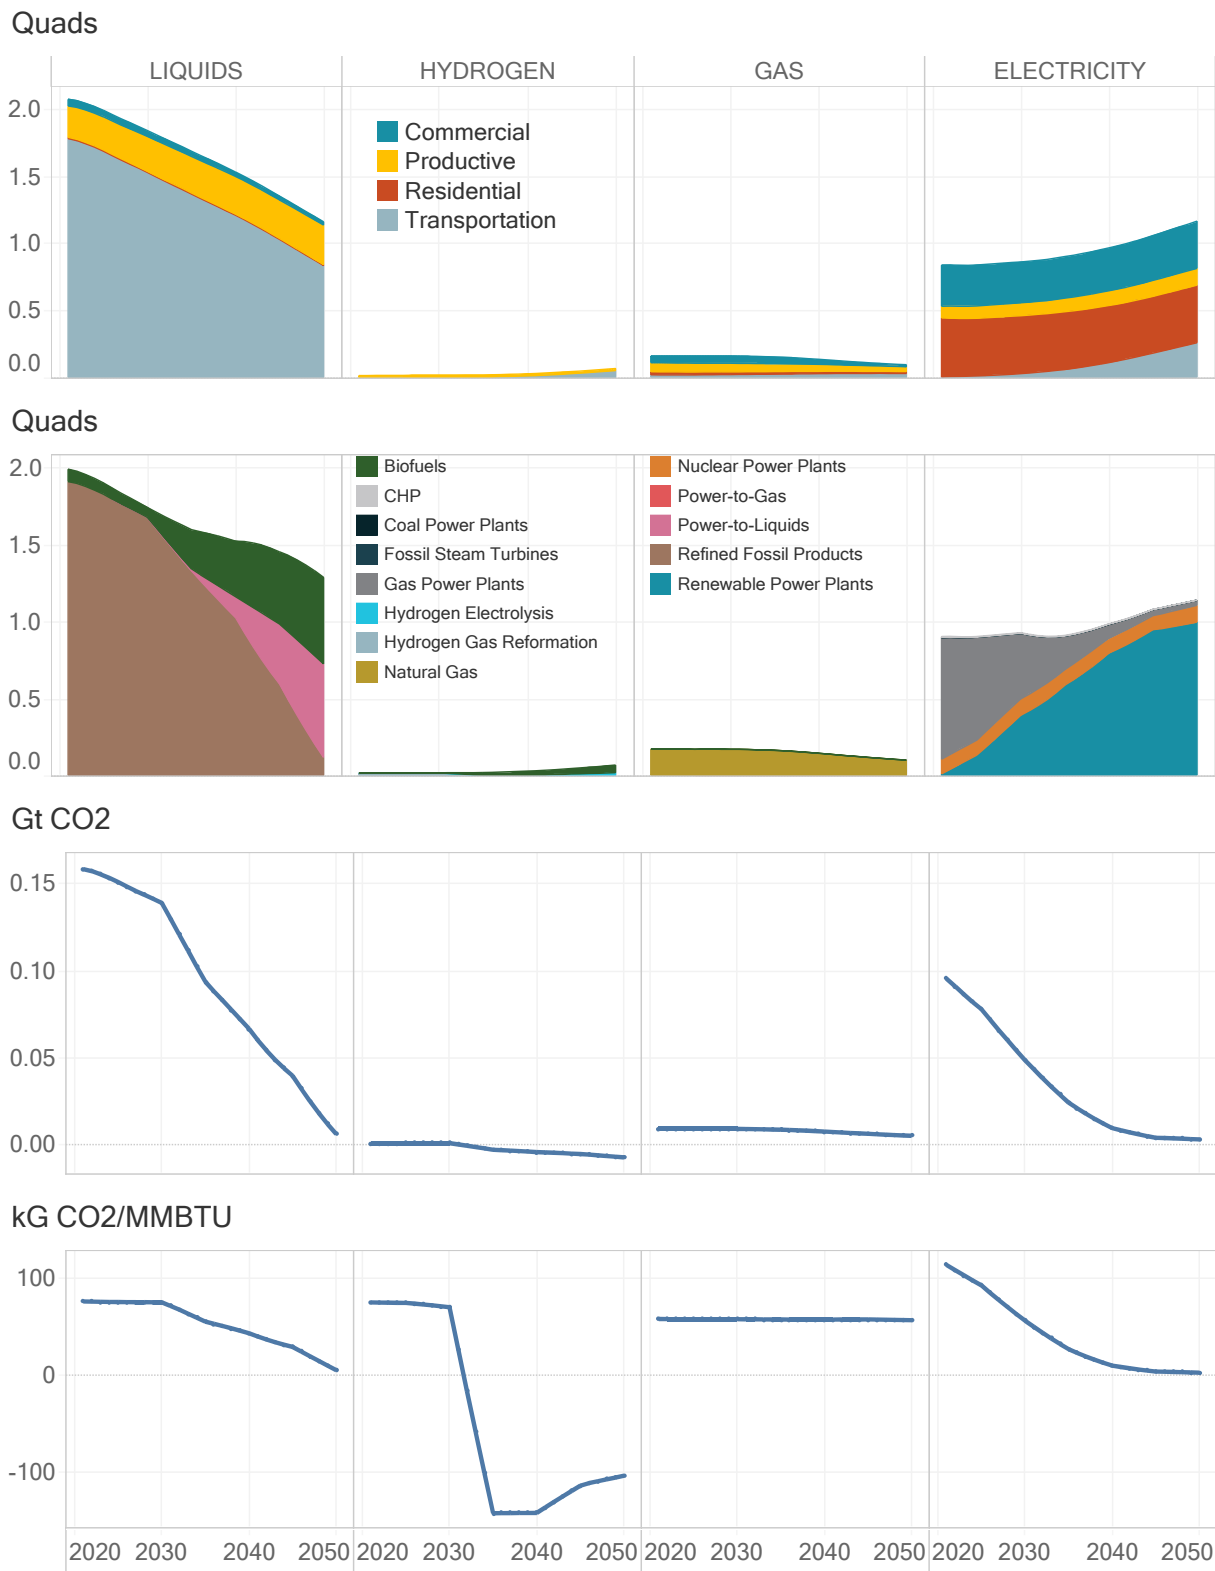 Quads
LIQUIDS HYDROGEN GAS ELECTRICITY
2.0
1.5
1.0
0.5
0.0
Commercial
Productive
Residential
Transportation
Quads
2.0
1.5
1.0
0.5
0.0
Biofuels
CHP
Coal Power Plants
Fossil Steam Turbines
Gas Power Plants
Hydrogen Electrolysis
Hydrogen Gas Reformation
Natural Gas
Nuclear Power Plants
Power-to-Gas
Power-to-Liquids
Refined Fossil Products
Renewable Power Plants
Gt CO2
0.15
0.10
0.05
0.00
kG CO2/MMBTU
100
0
-100
2020 2030 2040 2050 2020 2030 2040 2050 2020 2030 2040 2050 2020 2030 2040 2050